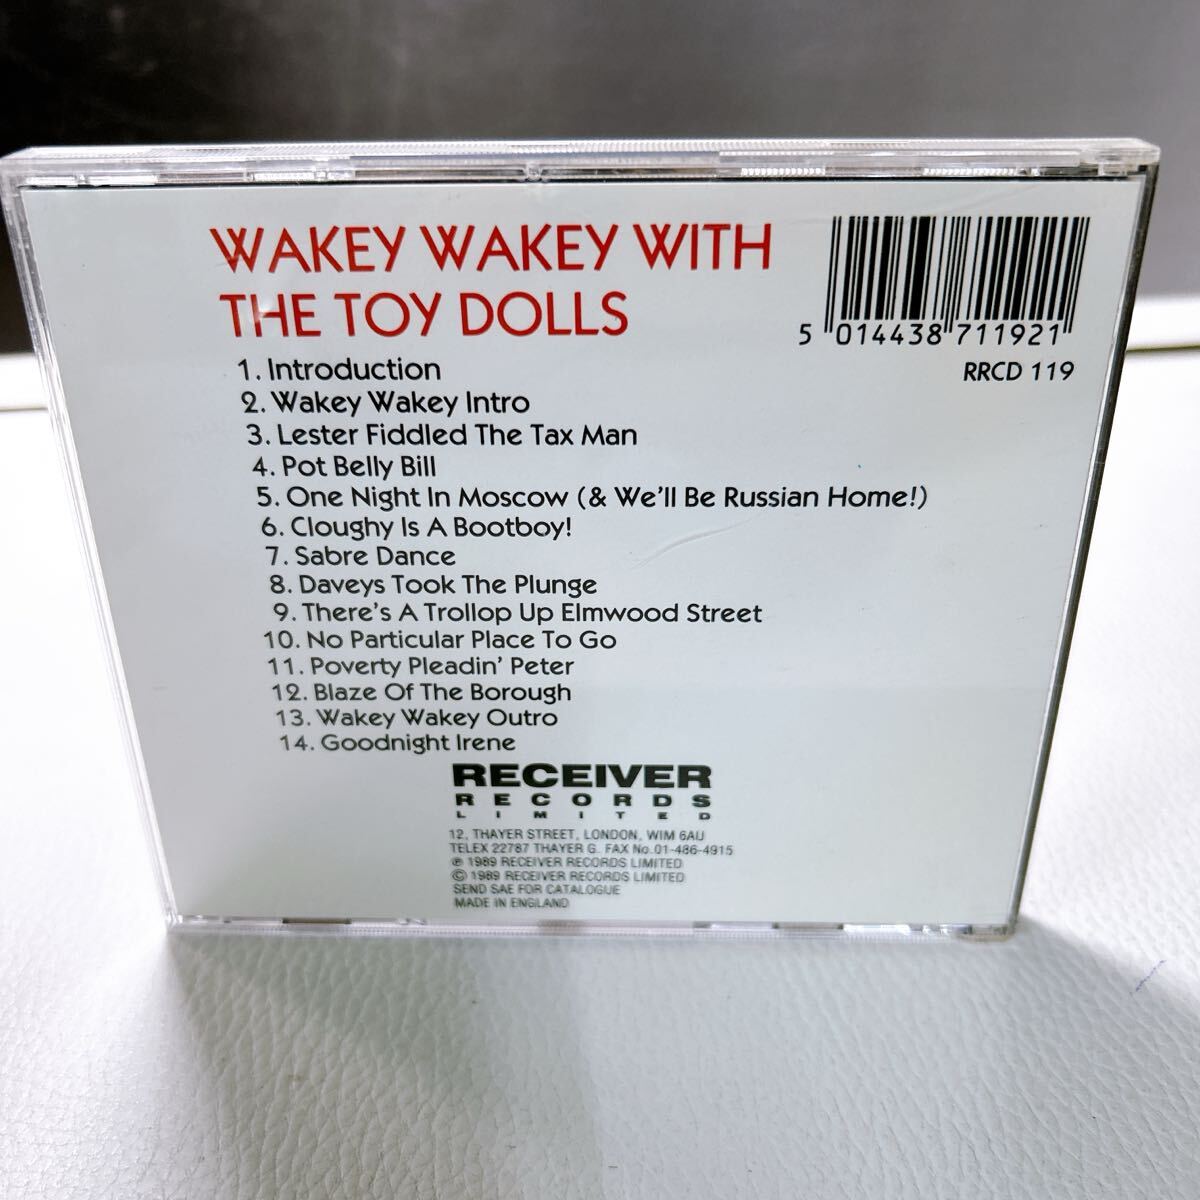 WAKEY WAKEY WITH
THE TOY DOLLS
5 014438 711921
RRCD 119
1. Introduction
2. Wakey Wakey Intro
3. Lester Fiddled The Tax Man
4. Pot Belly Bill
5. One Night In Moscow (& We'll Be Russian Home!)
6. Cloughy Is A Bootboy!
7. Sabre Dance
8. Daveys Took The Plunge
9. There's A Trollop Up Elmwood Street
10. No Particular Place To Go
11. Poverty Pleadin' Peter
12. Blaze Of The Borough
13. Wakey Wakey Outro
14. Goodnight Irene
RECEIVER
RECORDS
LIMITED
12, THAYER STREET, LONDON, WIM 6AU
TELEX 22787 THAYER G. FAX No.01-486-4915
℗ 1989 RECEIVER RECORDS LIMITED
© 1989 RECEIVER RECORDS LIMITED
SEND SAE FOR CATALOGUE
MADE IN ENGLAND